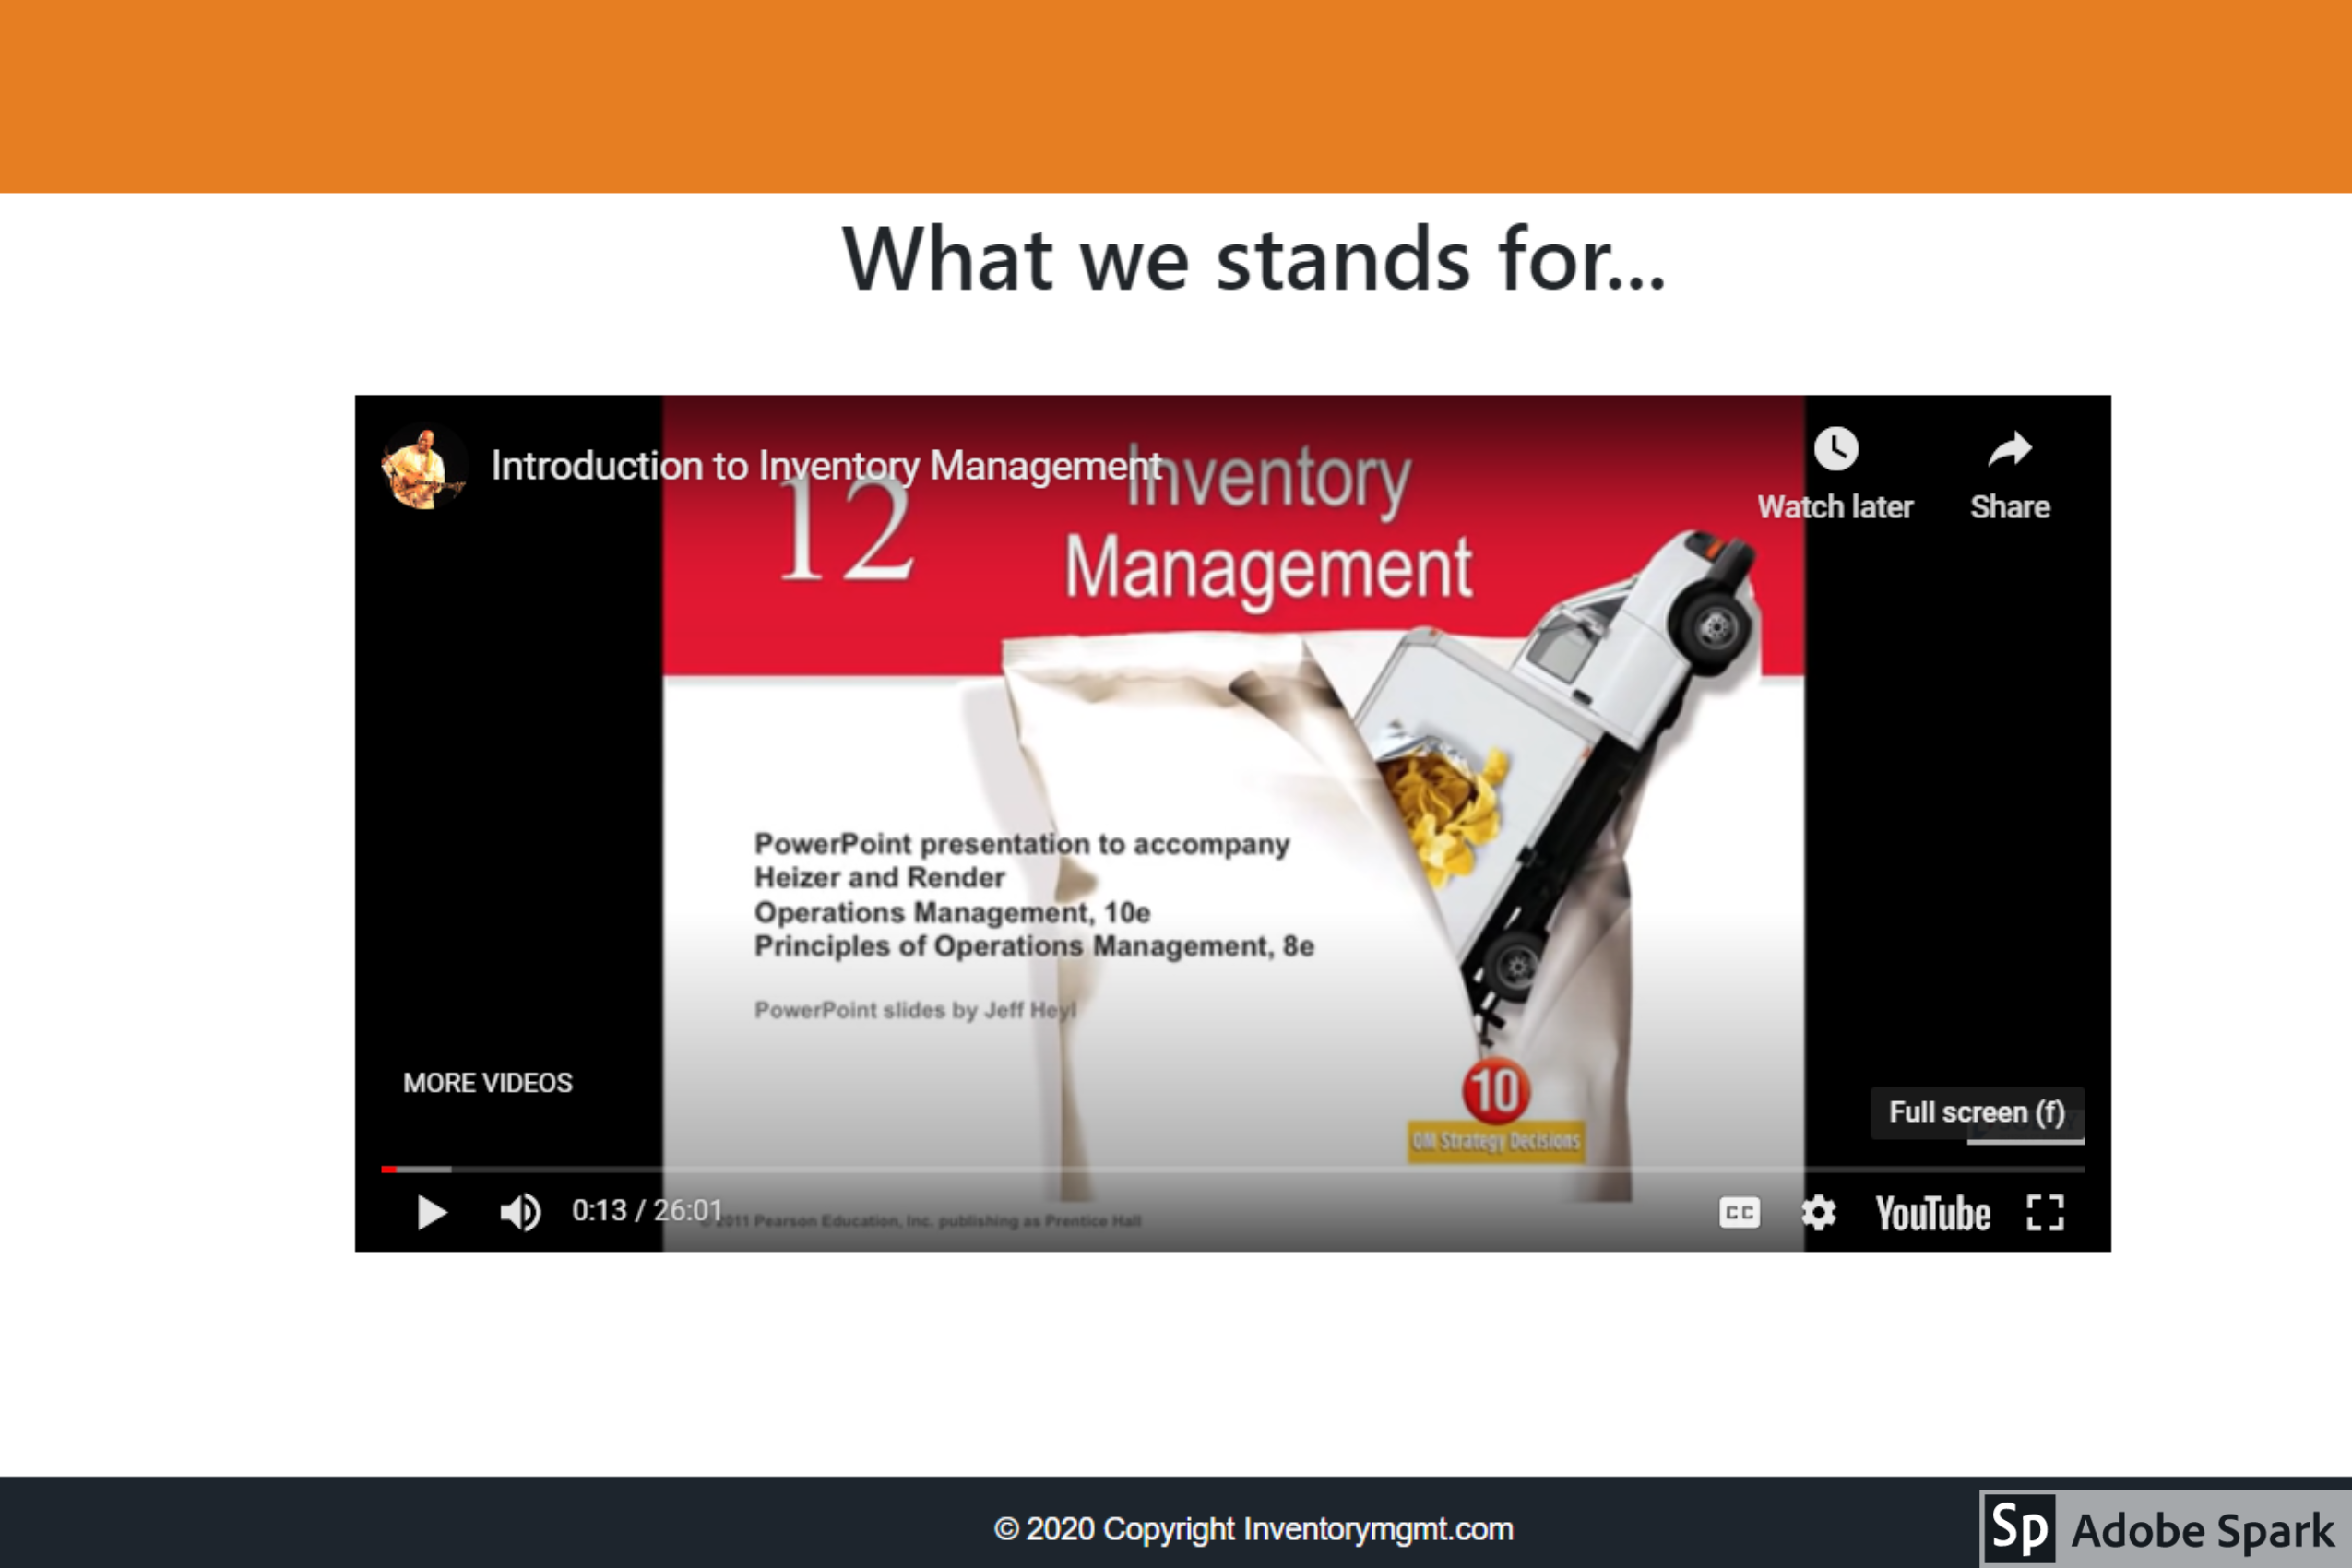 What we stands for...
Introduction to Inventory Management
Watch later
Share
12
Inventory
Management
PowerPoint presentation to accompany
Heizer and Render
Operations Management, 10e
Principles of Operations Management, 8e
PowerPoint slides by Jeff Heyl
10
OM Strategy Decisions
MORE VIDEOS
Full screen (f)
0:13 / 26:01
2011 Pearson Education, Inc. publishing as Prentice Hall
CC
YouTube
© 2020 Copyright Inventorymgmt.com
Sp Adobe Spark